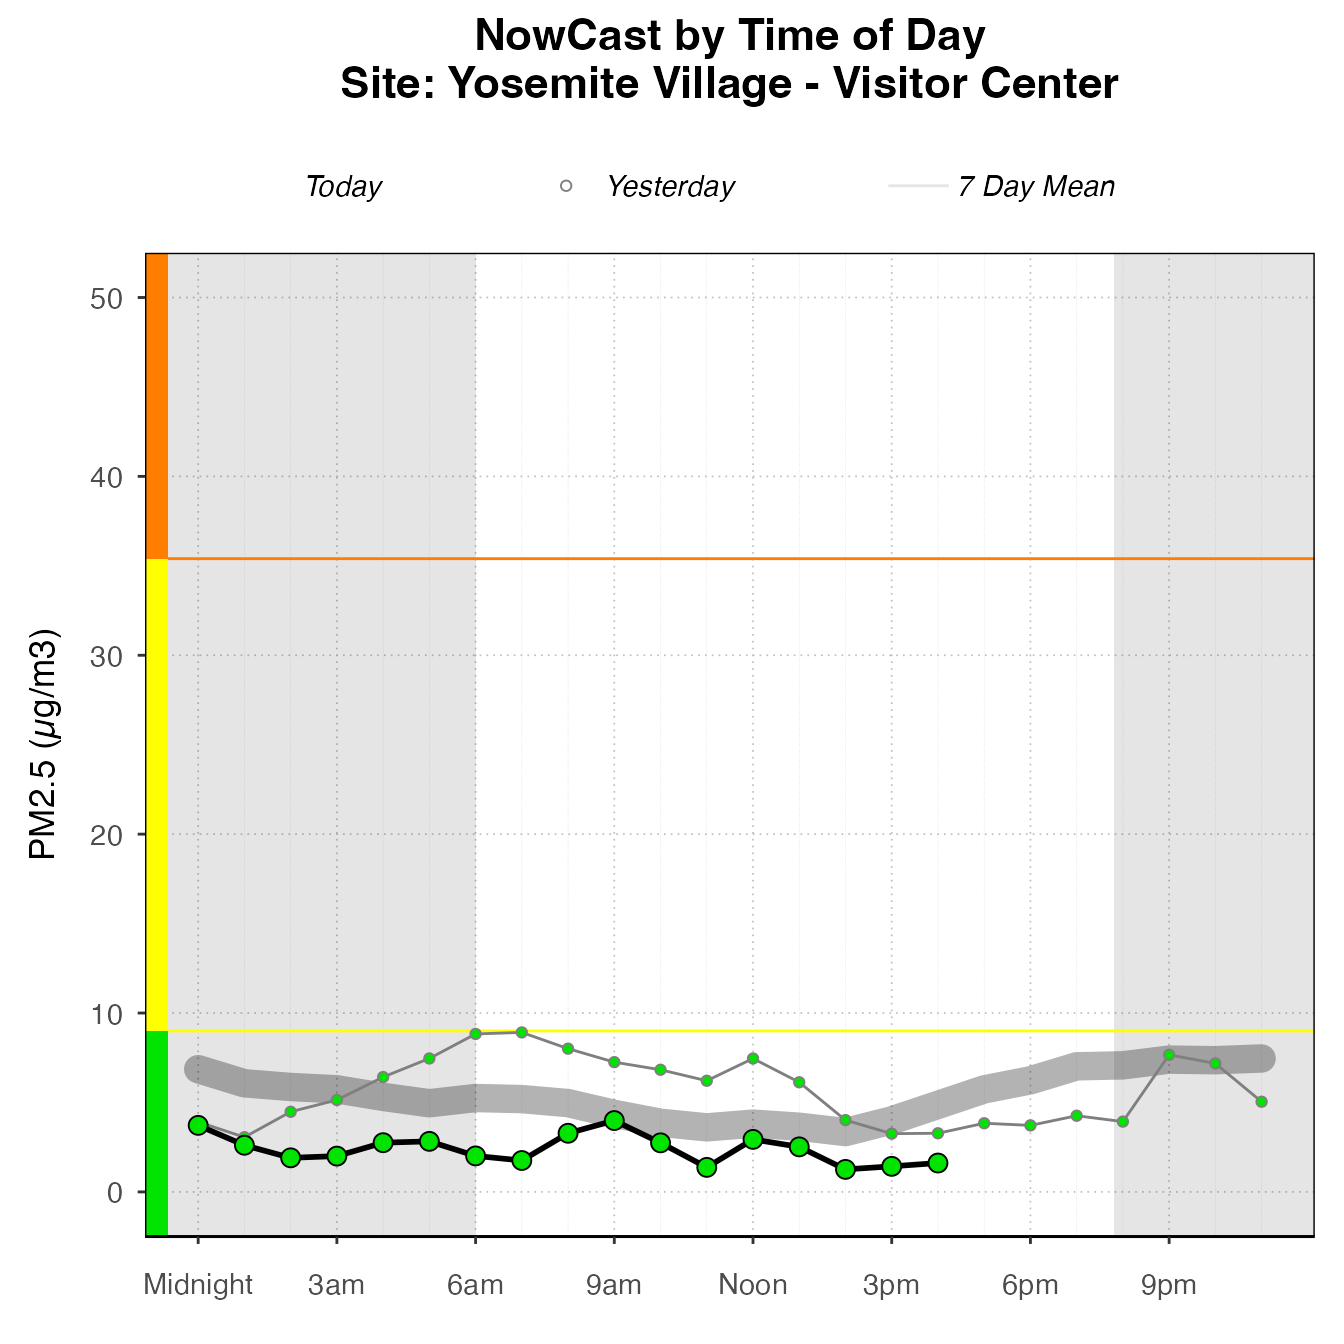 NowCast by Time of Day
Site: Yosemite Village - Visitor Center
Today Yesterday 7 Day Mean
50
40
30
20
10
0
PM2.5 (µg/m3)
Midnight 3am 6am 9am Noon 3pm 6pm 9pm